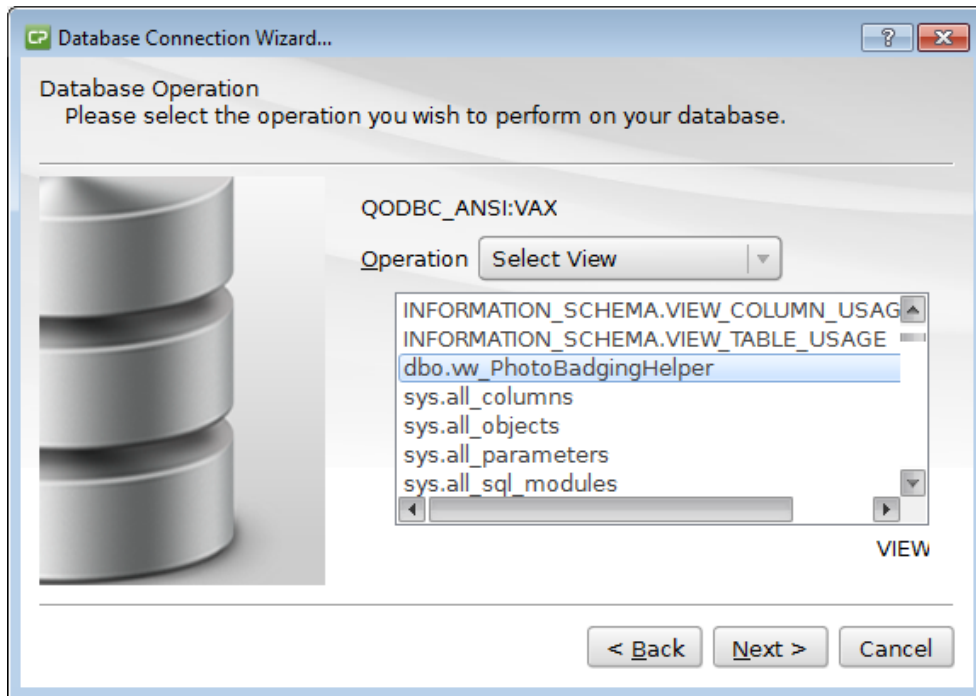 CP Database Connection Wizard...
?
Database Operation
Please select the operation you wish to perform on your database.
QODBC_ANSI:VAX
Operation Select View
INFORMATION_SCHEMA.VIEW_COLUMN_USAG
INFORMATION_SCHEMA.VIEW_TABLE_USAGE
dbo.vw_PhotoBadgingHelper
sys.all_columns
sys.all_objects
sys.all_parameters
sys.all_sql_modules
VIEW
< Back Next > Cancel